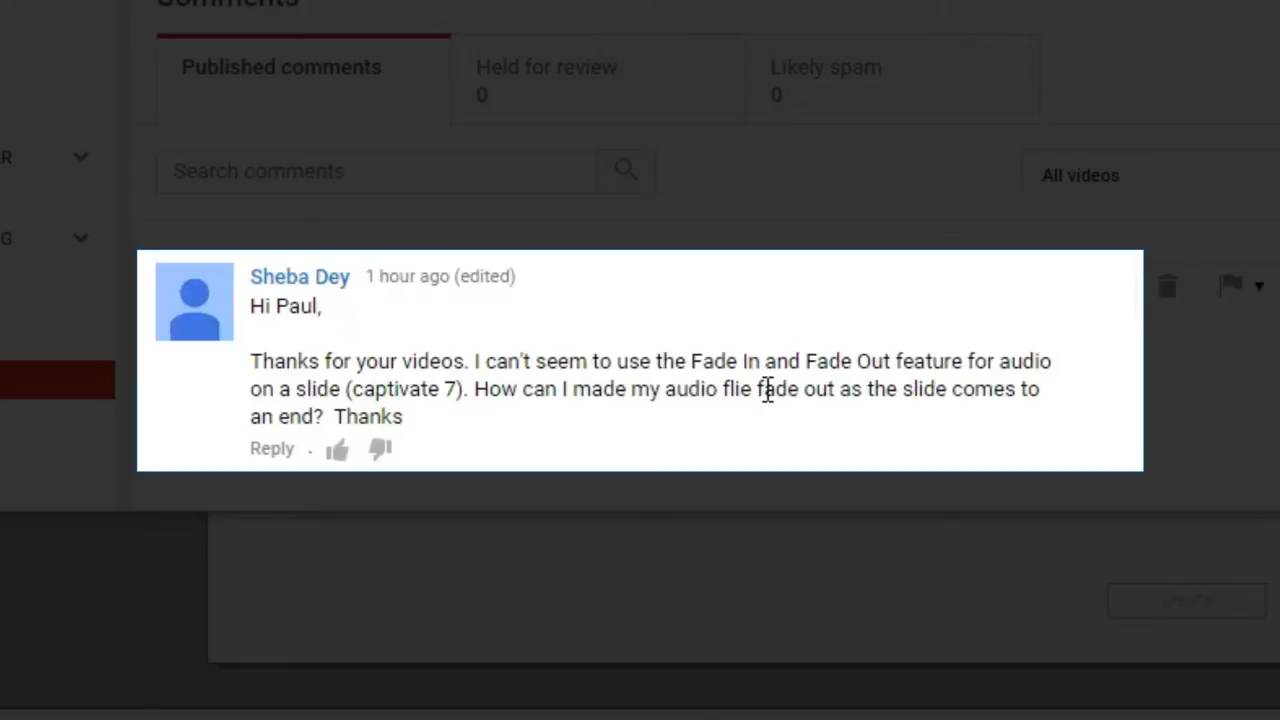 Comments
Published comments
Held for review
Likely spam
0
0
R
Search comments
All videos
G
Sheba Dey 1 hour ago (edited)
Hi Paul,
Thanks for your videos. I can't seem to use the Fade In and Fade Out feature for audio
on a slide (captivate 7). How can I made my audio flie fade out as the slide comes to
an end? Thanks
Reply .